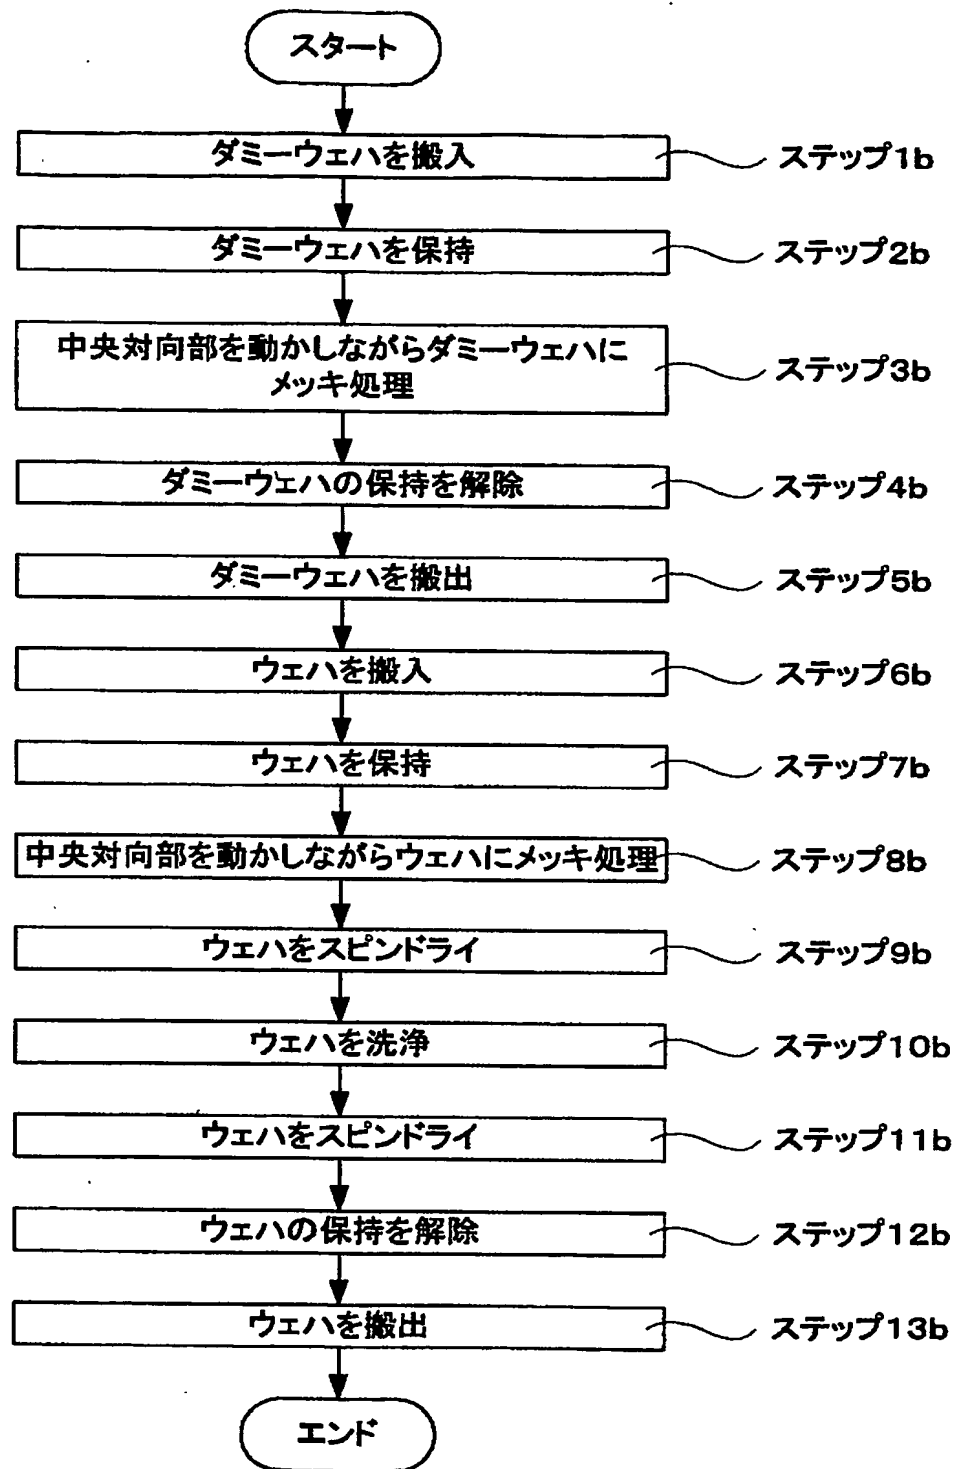 スタート
ダミーウェハを搬入
ステップ1b
ダミーウェハを保持
ステップ2b
中央対向部を動かしながらダミーウェハに
メッキ処理
ステップ3b
ダミーウェハの保持を解除
ステップ4b
ダミーウェハを搬出
ステップ5b
ウェハを搬入
ステップ6b
ウェハを保持
ステップ7b
中央対向部を動かしながらウェハにメッキ処理
ステップ8b
ウェハをスピンドライ
ステップ9b
ウェハを洗浄
ステップ10b
ウェハをスピンドライ
ステップ11b
ウェハの保持を解除
ステップ12b
ウェハを搬出
ステップ13b
エンド